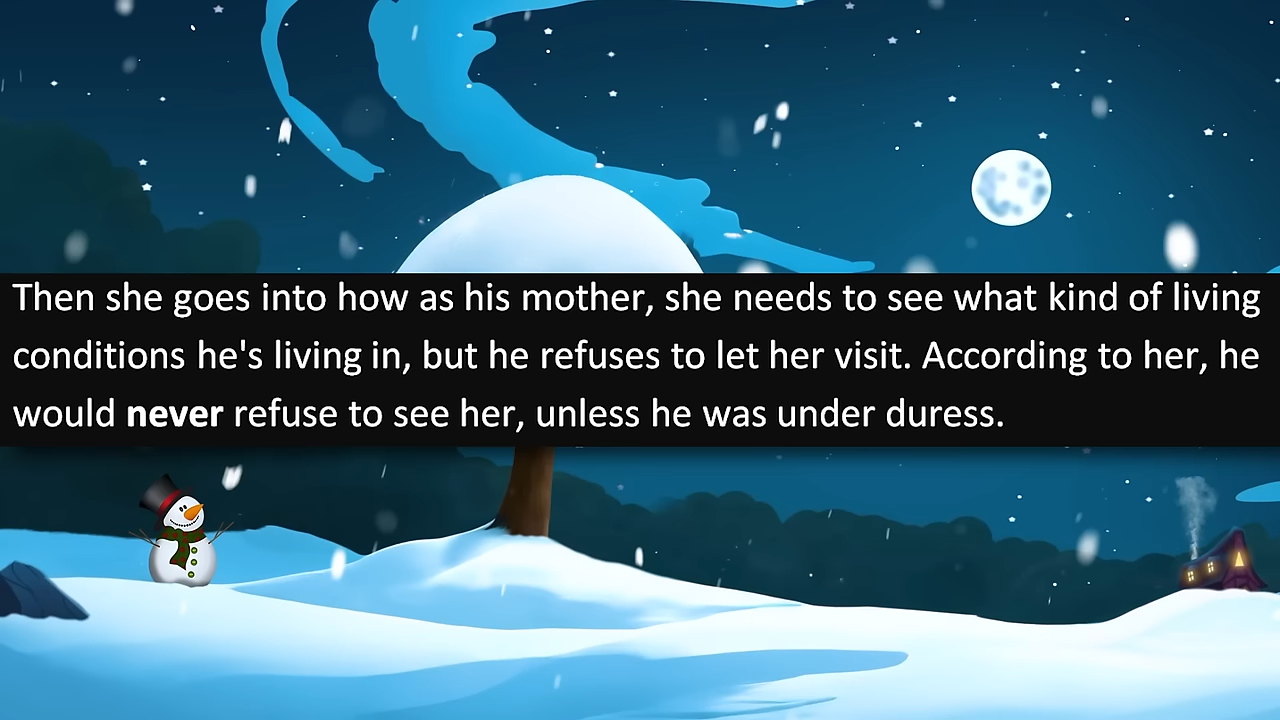 Then she goes into how as his mother, she needs to see what kind of living
conditions he's living in, but he refuses to let her visit. According to her, he
would never refuse to see her, unless he was under duress.